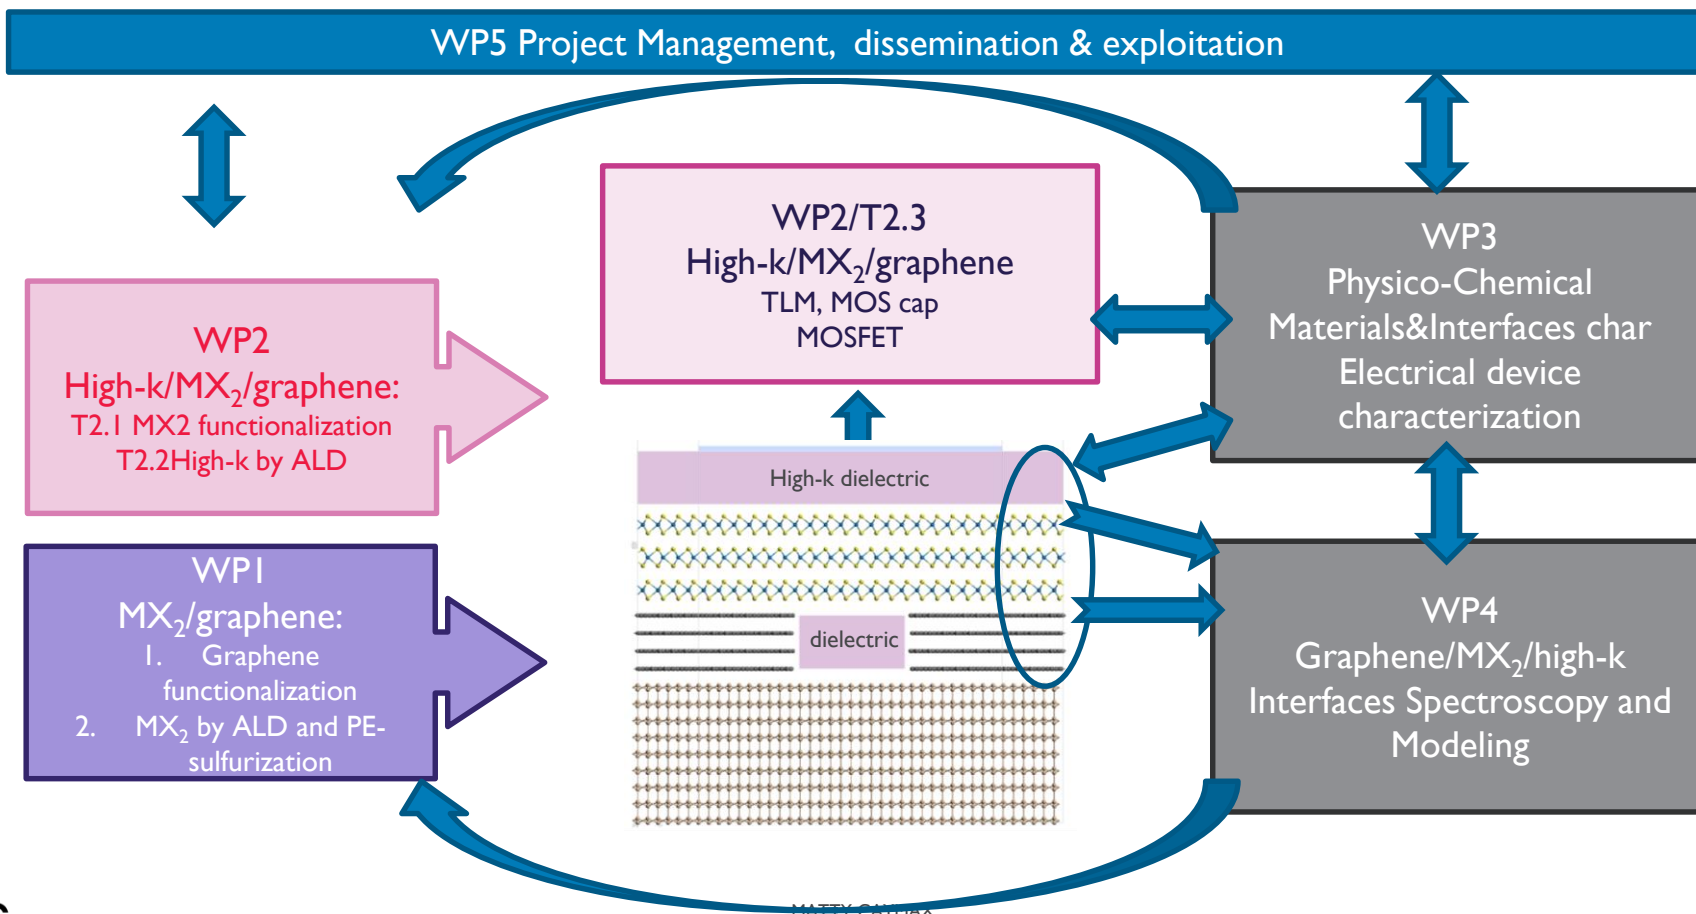 WP5 Project Management, dissemination & exploitation
WP2/T2.3
High-k/MX₂/graphene
TLM, MOS cap
MOSFET
WP3
Physico-Chemical
Materials&Interfaces char
Electrical device
characterization
WP2
High-k/MX₂/graphene:
T2.1 MX2 functionalization
T2.2High-k by ALD
High-k dielectric
dielectric
WP1
MX₂/graphene:
1. Graphene
functionalization
2. MX₂ by ALD and PE-
sulfurization
WP4
Graphene/MX₂/high-k
Interfaces Spectroscopy and
Modeling
MATTY CAYMAX